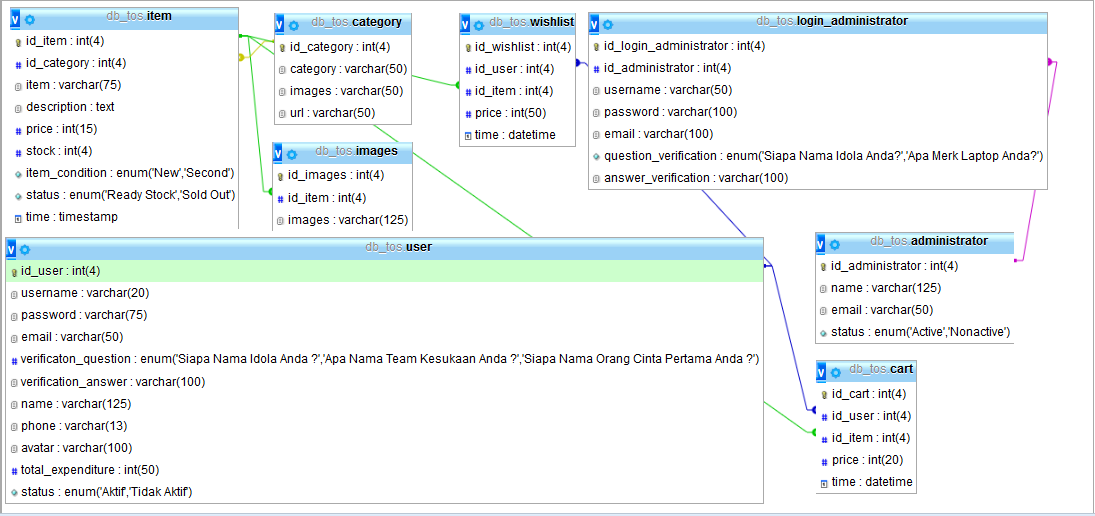 db_tos.item
id_item : int(4)
id_category : int(4)
item : varchar(75)
description : text
price : int(15)
stock : int(4)
item_condition : enum('New','Second')
status : enum('Ready Stock','Sold Out')
time : timestamp
db_tos.category
id_category : int(4)
category : varchar(50)
images : varchar(50)
url : varchar(50)
db_tos.images
id_images : int(4)
id_item : int(4)
images : varchar(125)
db_tos.wishlist
id_wishlist : int(4)
id_user : int(4)
id_item : int(4)
price : int(50)
time : datetime
db_tos.login_administrator
id_login_administrator : int(4)
id_administrator : int(4)
username : varchar(50)
password : varchar(100)
email : varchar(100)
question_verification : enum('Siapa Nama Idola Anda?','Apa Merk Laptop Anda?')
answer_verification : varchar(100)
db_tos.user
id_user : int(4)
username : varchar(20)
password : varchar(75)
email : varchar(50)
verificaton_question : enum('Siapa Nama Idola Anda ?','Apa Nama Team Kesukaan Anda ?','Siapa Nama Orang Cinta Pertama Anda ?')
verification_answer : varchar(100)
name : varchar(125)
phone : varchar(13)
avatar : varchar(100)
total_expenditure : int(50)
status : enum('Aktif','Tidak Aktif')
db_tos.administrator
id_administrator : int(4)
name : varchar(125)
email : varchar(50)
status : enum('Active','Nonactive')
db_tos.cart
id_cart : int(4)
id_user : int(4)
id_item : int(4)
price : int(20)
time : datetime